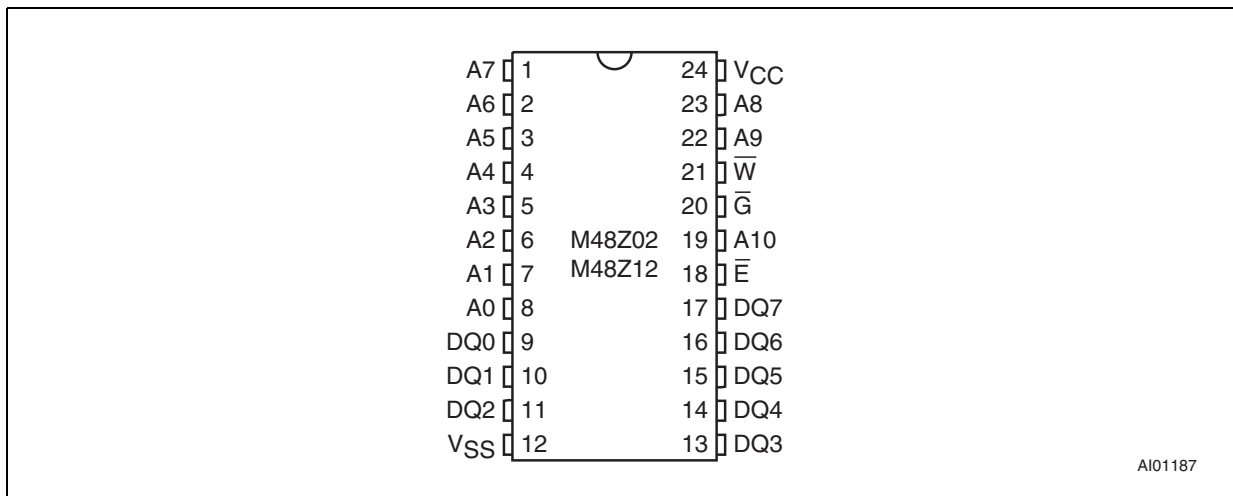 A7 1 24 VCC
A6 2 23 A8
A5 3 22 A9
A4 4 21 W̅
A3 5 20 G̅
A2 6 M48Z02 19 A10
A1 7 M48Z12 18 E̅
A0 8 17 DQ7
DQ0 9 16 DQ6
DQ1 10 15 DQ5
DQ2 11 14 DQ4
VSS 12 13 DQ3
AI01187